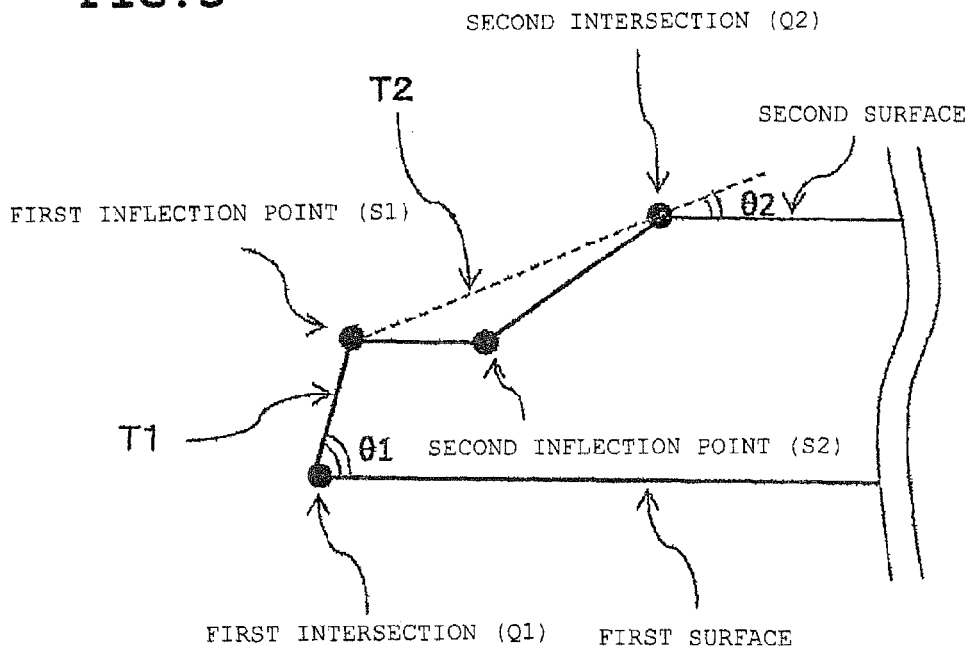 SECOND INTERSECTION (Q2)
T2
SECOND SURFACE
FIRST INFLECTION POINT (S1)
θ2
T1
θ1
SECOND INFLECTION POINT (S2)
FIRST INTERSECTION (Q1)
FIRST SURFACE